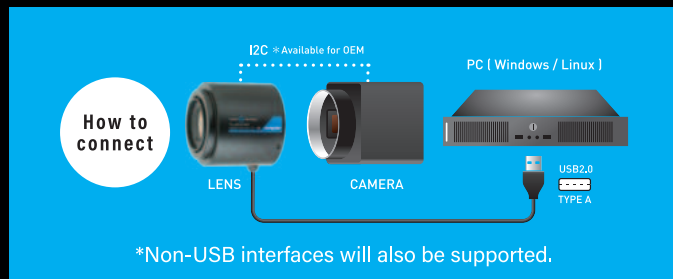 I2C *Available for OEM
PC ( Windows / Linux )
How to
connect
LENS
CAMERA
USB2.0
TYPE A
*Non-USB interfaces will also be supported.